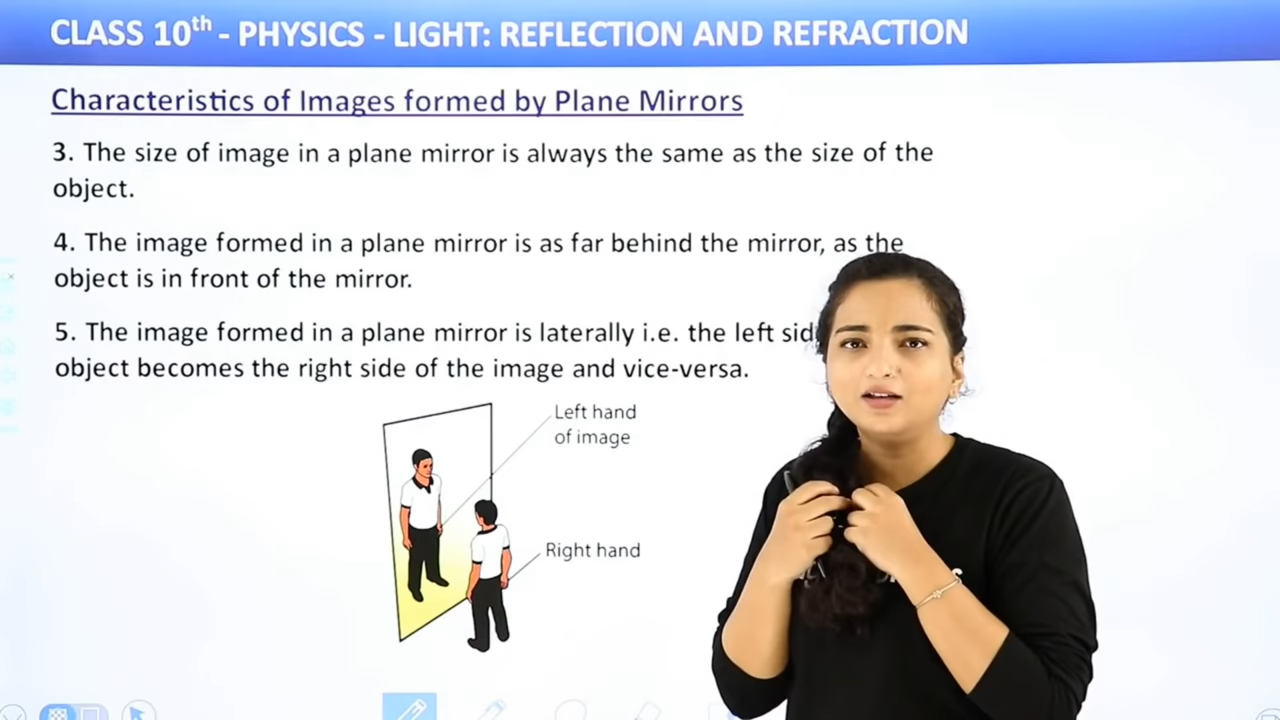 CLASS 10th - PHYSICS - LIGHT: REFLECTION AND REFRACTION
Characteristics of Images formed by Plane Mirrors
3. The size of image in a plane mirror is always the same as the size of the
object.
4. The image formed in a plane mirror is as far behind the mirror, as the
object is in front of the mirror.
5. The image formed in a plane mirror is laterally i.e. the left
object becomes the right side of the image and vice-versa.
Left hand
of image
Right hand